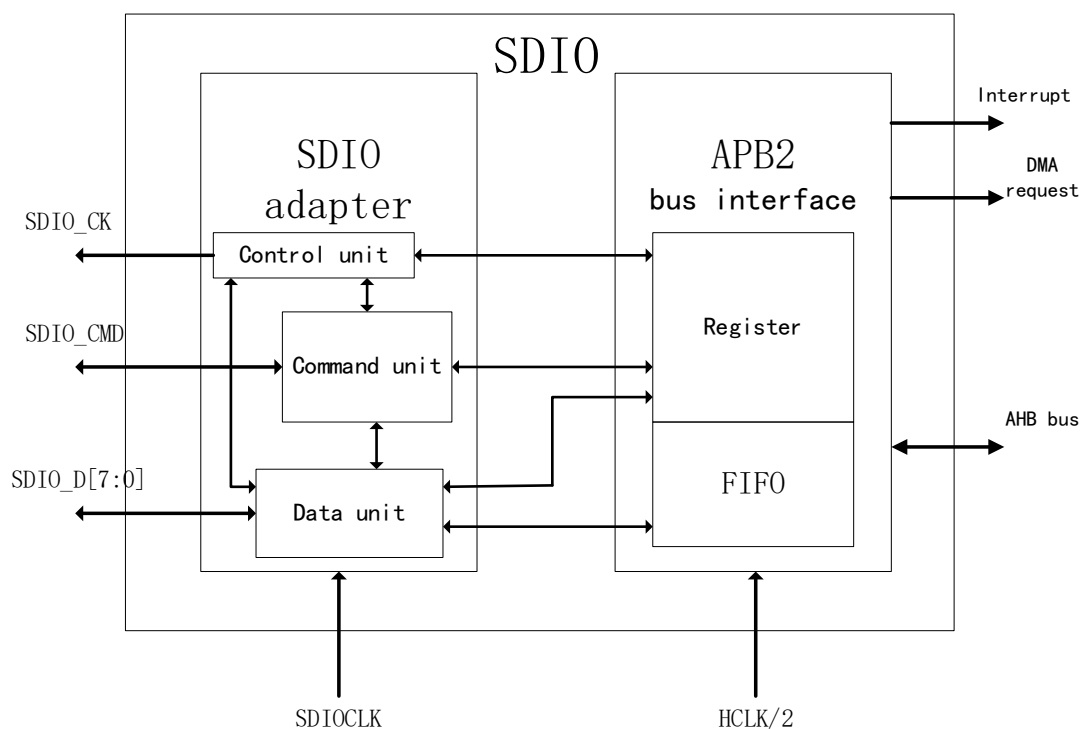 SDIO
SDIO
adapter
APB2
bus interface
Interrupt
DMA
request
SDIO_CK
Control unit
SDIO_CMD
Command unit
Register
AHB bus
SDIO_D[7:0]
Data unit
FIFO
SDIOCLK
HCLK/2